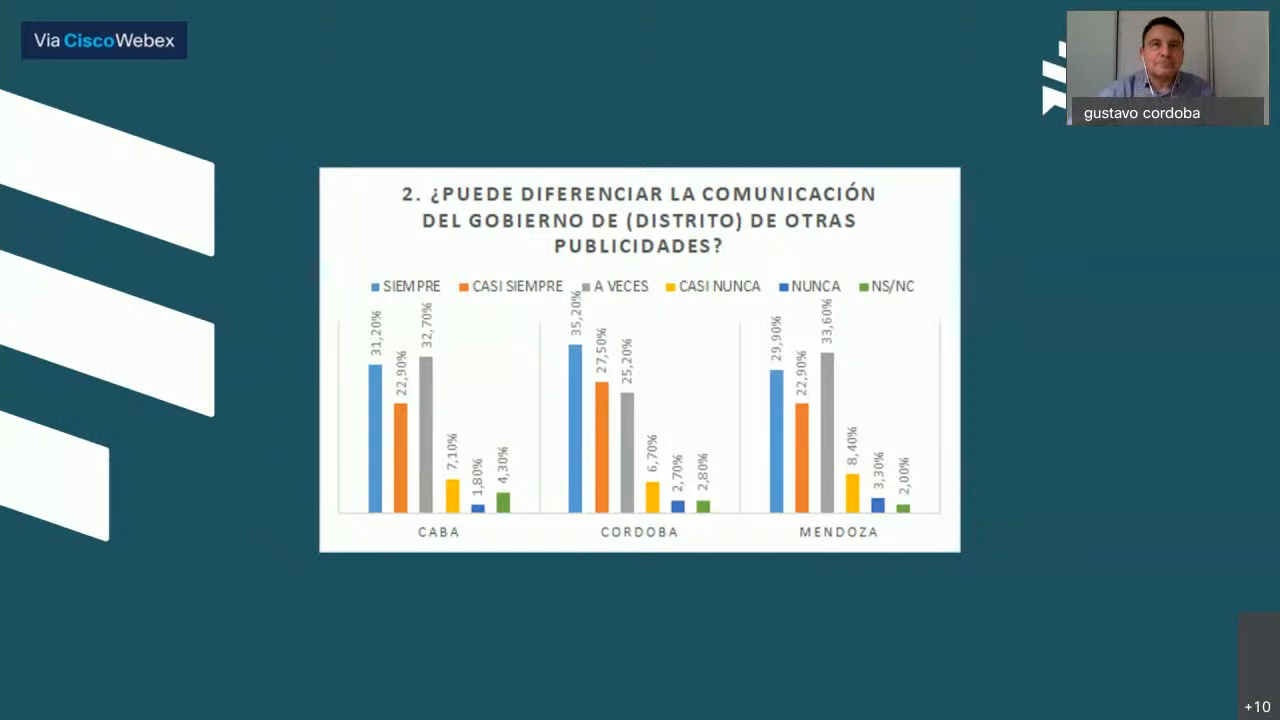 Via CiscoWebex
gustavo cordoba
2. ¿PUEDE DIFERENCIAR LA COMUNICACIÓN
DEL GOBIERNO DE (DISTRITO) DE OTRAS
PUBLICIDADES?
SIEMPRE CASI SIEMPRE A VECES CASI NUNCA NUNCA NS/NC
31,20% 22,90% 32,70% 7,10% 1,80% 4,30%
35,20% 27,50% 25,20% 6,70% 2,70% 2,80%
29,90% 22,90% 33,60% 8,40% 3,30% 2,00%
CABA CORDOBA MENDOZA
+10